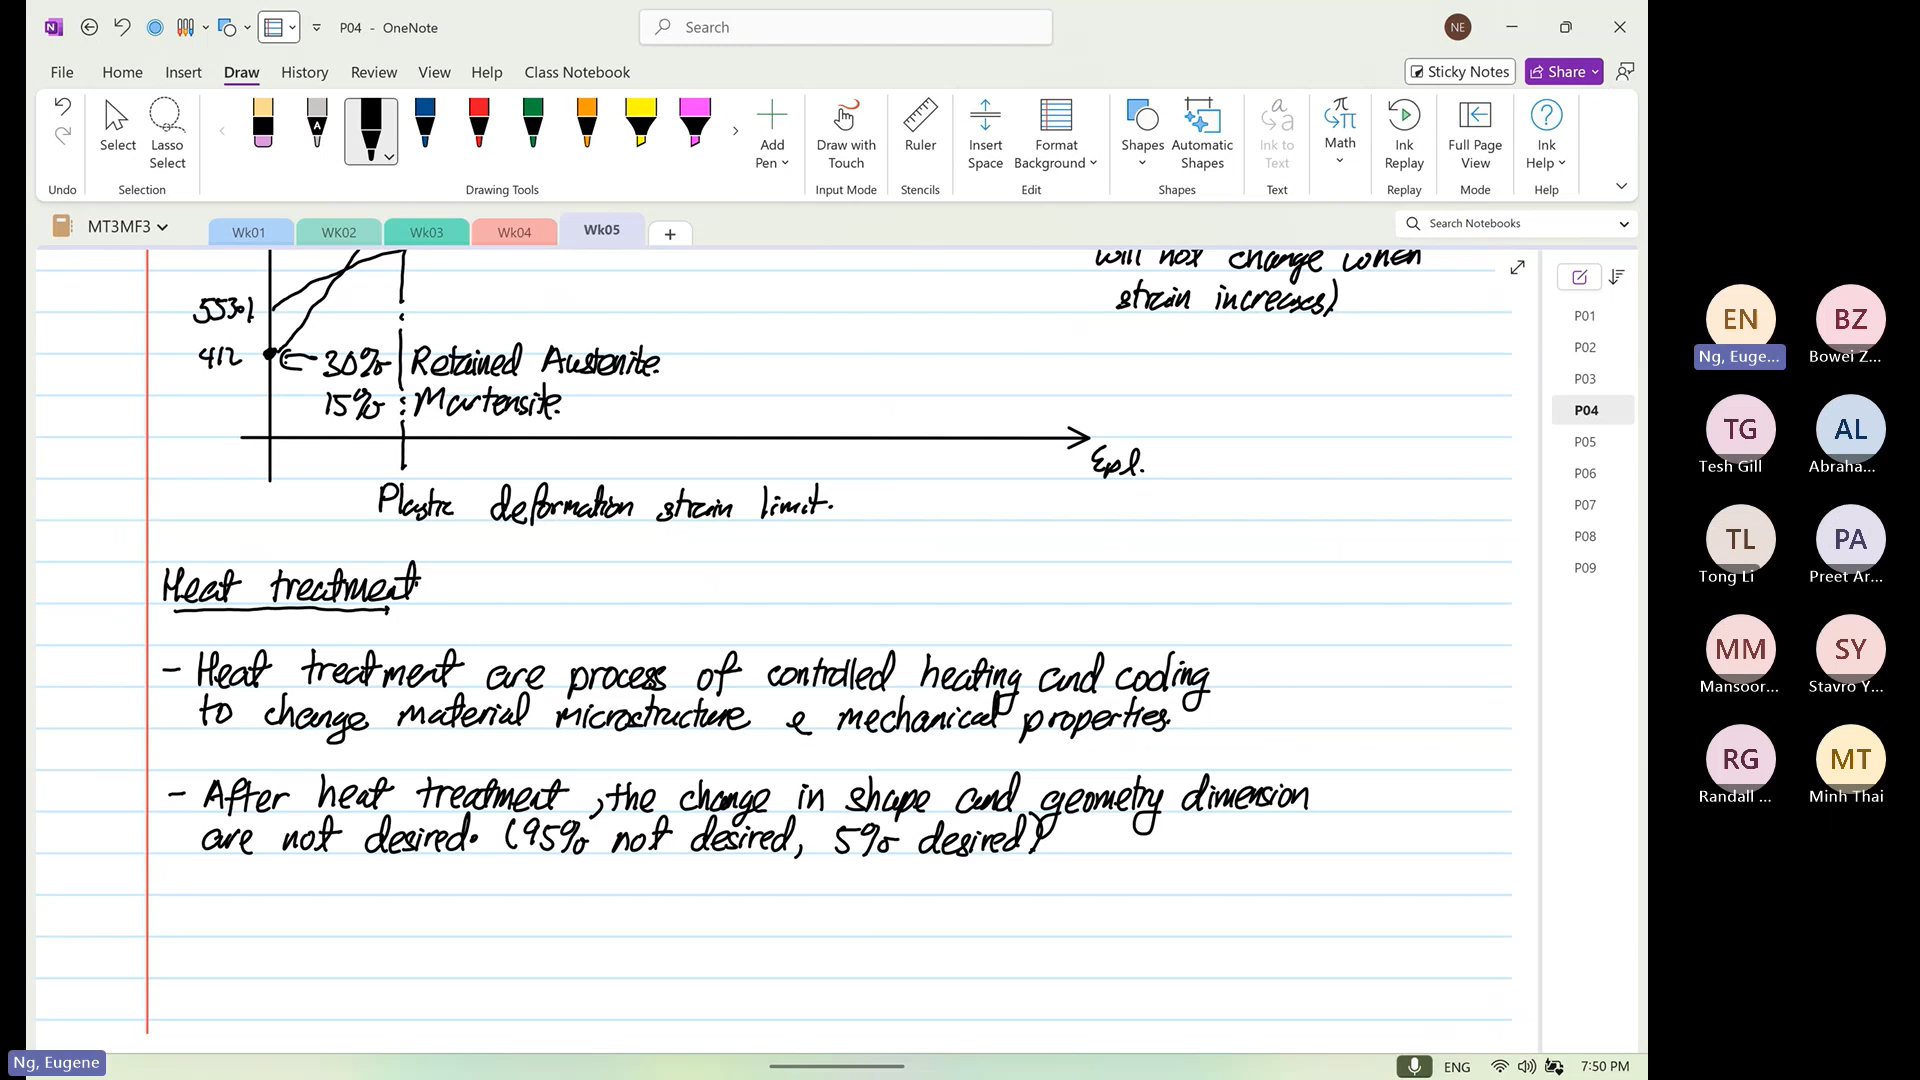 P04 - OneNote
Search
NE
File Home Insert Draw History Review View Help Class Notebook
Sticky Notes Share
Select Lasso Select
Add Pen
Draw with Touch
Ruler
Insert Space
Format Background
Shapes
Automatic Shapes
Ink to Text
Math
Ink Replay
Full Page View
Ink Help
Undo Selection Drawing Tools Input Mode Stencils Edit Shapes Text Replay Mode Help
MT3MF3 Wk01 WK02 Wk03 Wk04 Wk05 +
Search Notebooks
will not change when
strain increases)
412
30% Retained Austenite.
15% Martensite.
Epl.
Plastic deformation strain limit.
Heat treatment
- Heat treatment are process of controlled heating and cooling
to change material microstructure & mechanical properties.
- After heat treatment, the change in shape and geometry dimension
are not desired. (95% not desired, 5% desired)
P01
P02
P03
P04
P05
P06
P07
P08
P09
EN BZ
Ng, Euge... Bowei Z...
TG AL
Tesh Gill Abraha...
TL PA
Tong Li Preet Ar...
MM SY
Mansoor... Stavro Y...
RG MT
Randall ... Minh Thai
Ng, Eugene
ENG 7:50 PM